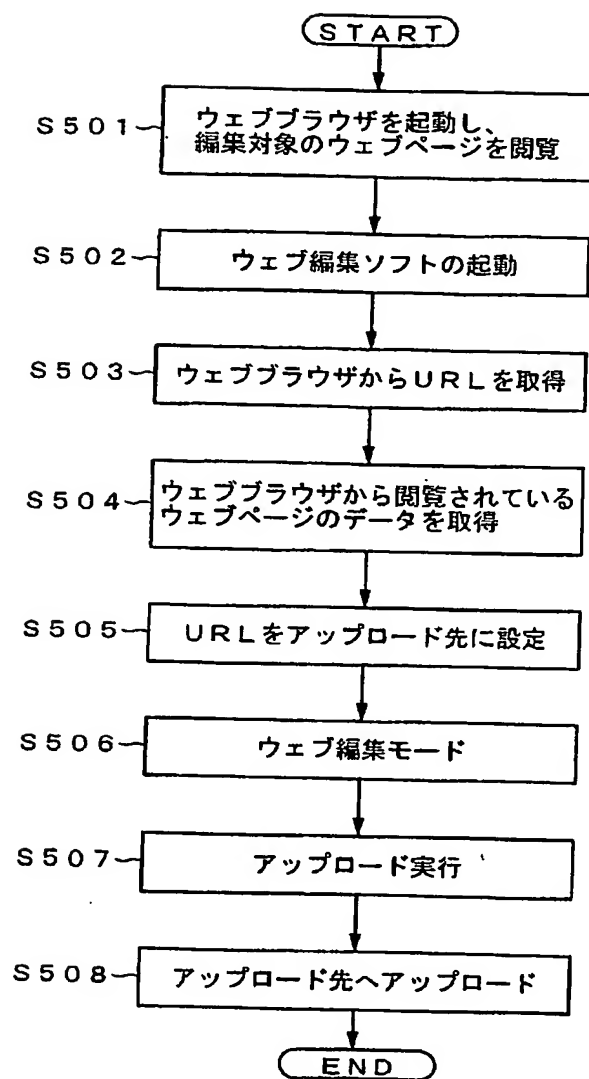 START
S501 ウェブブラウザを起動し、
編集対象のウェブページを閲覧
S502 ウェブ編集ソフトの起動
S503 ウェブブラウザからURLを取得
S504 ウェブブラウザから閲覧されている
ウェブページのデータを取得
S505 URLをアップロード先に設定
S506 ウェブ編集モード
S507 アップロード実行
S508 アップロード先へアップロード
END